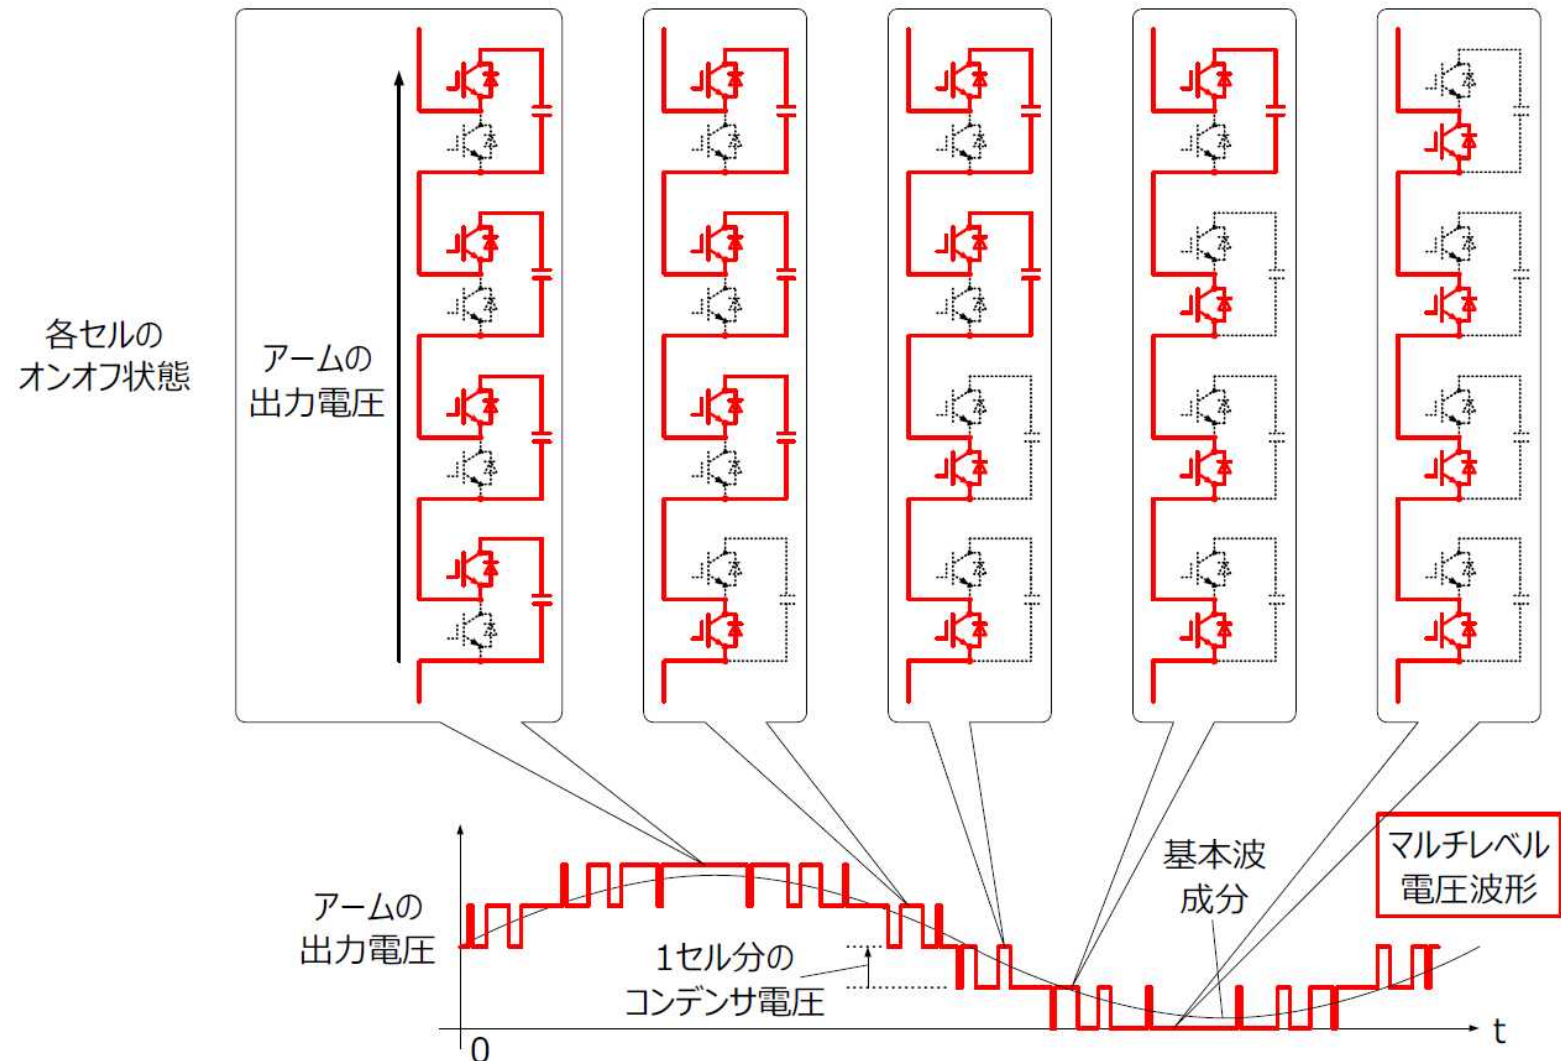 各セルの
オンオフ状態
アームの
出力電圧
アームの
出力電圧
1セル分の
コンデンサ電圧
基本波
成分
マルチレベル
電圧波形
0
t